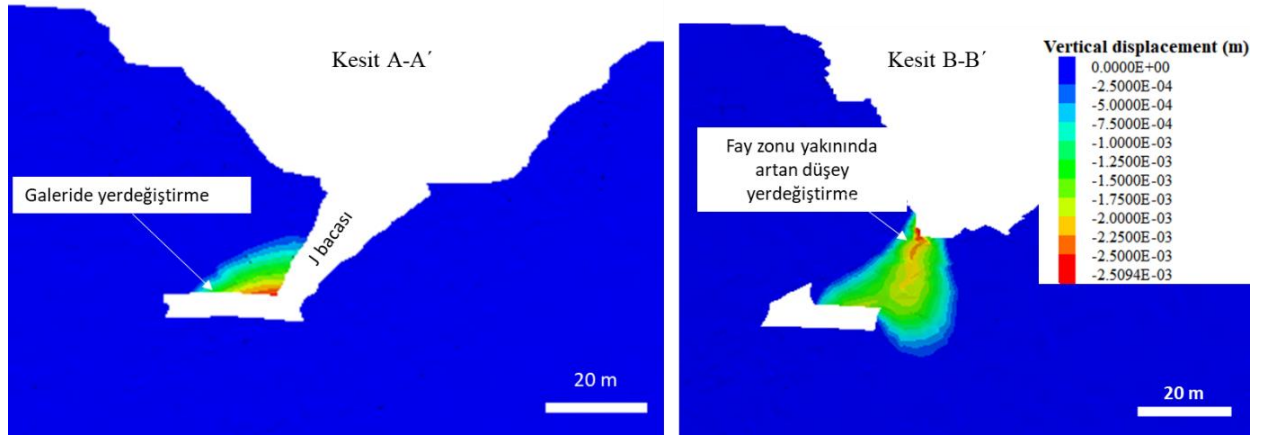 Kesit A-A´
Galeride yerdeğiştirme
J bacası
20 m
Kesit B-B´
Fay zonu yakınında
artan düşey
yerdeğiştirme
20 m
Vertical displacement (m)
0.0000E+00
-2.5000E-04
-5.0000E-04
-7.5000E-04
-1.0000E-03
-1.2500E-03
-1.5000E-03
-1.7500E-03
-2.0000E-03
-2.2500E-03
-2.5000E-03
-2.5094E-03